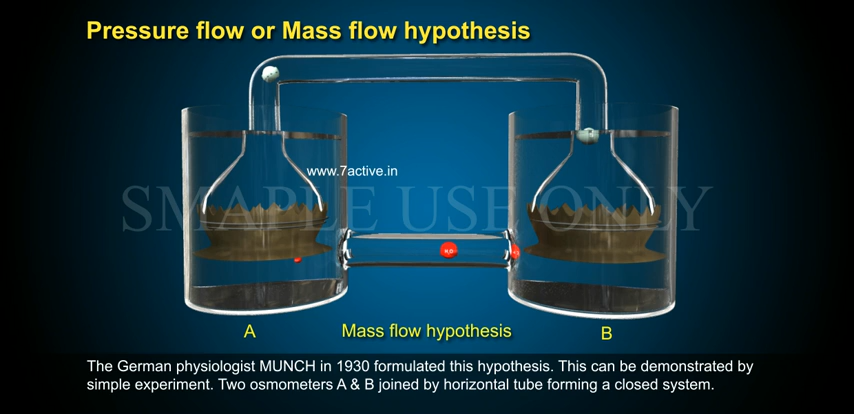 Pressure flow or Mass flow hypothesis
www.7active.in
SMAPLE USE ONLY
H₂O
A
Mass flow hypothesis
B
The German physiologist MUNCH in 1930 formulated this hypothesis. This can be demonstrated by
simple experiment. Two osmometers A & B joined by horizontal tube forming a closed system.